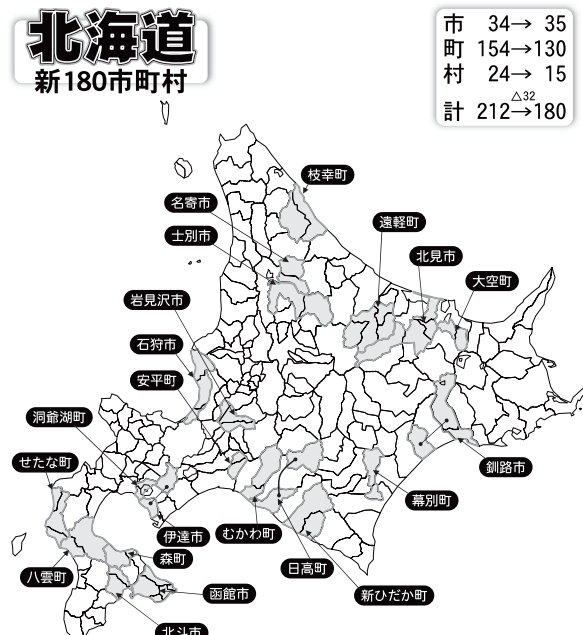 北海道
新180市町村
市 34→ 35
町 154→130
村 24→ 15
△32
計 212→180
枝幸町
名寄市
遠軽町
士別市
北見市
大空町
岩見沢市
石狩市
安平町
洞爺湖町
せたな町
釧路市
幕別町
伊達市
むかわ町
森町
日高町
八雲町
函館市
新ひだか町
北斗市